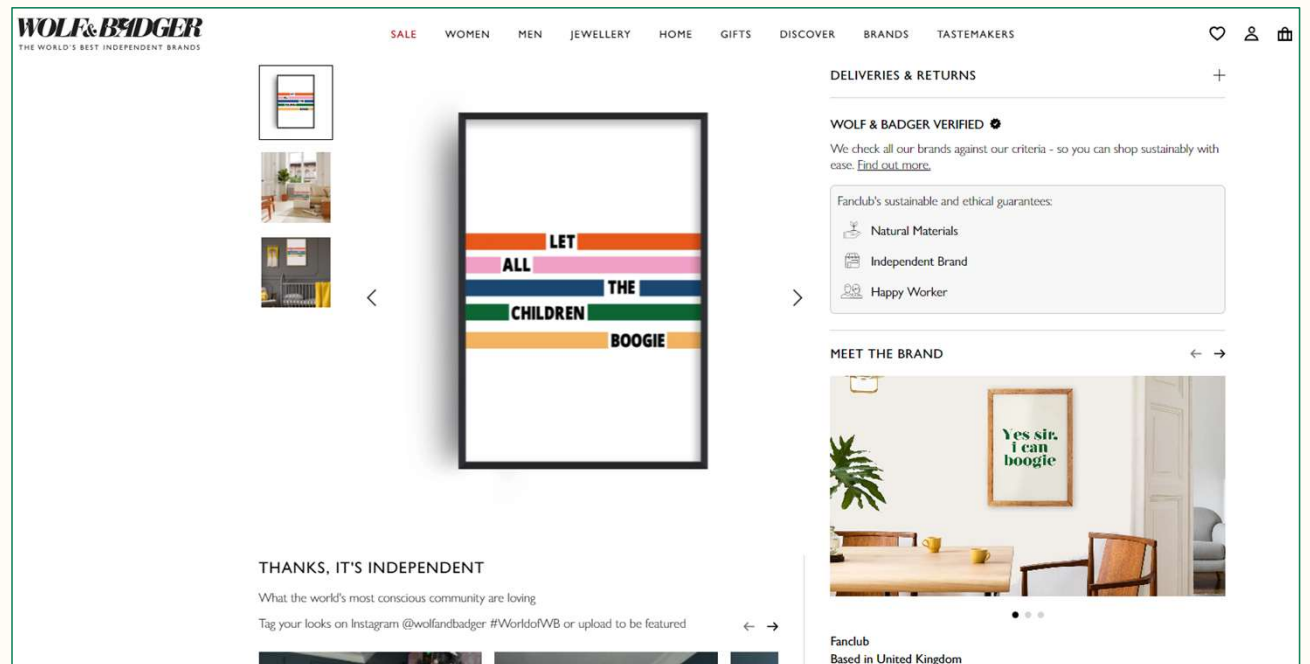 WOLF & BADGER
THE WORLD'S BEST INDEPENDENT BRANDS
SALE WOMEN MEN JEWELLERY HOME GIFTS DISCOVER BRANDS TASTEMAKERS
LET
ALL
THE
CHILDREN
BOOGIE
THANKS, IT'S INDEPENDENT
What the world's most conscious community are loving
Tag your looks on Instagram @wolfandbadger #WorldofWB or upload to be featured
DELIVERIES & RETURNS
WOLF & BADGER VERIFIED
We check all our brands against our criteria - so you can shop sustainably with
ease. Find out more.
Fanclub's sustainable and ethical guarantees:
Natural Materials
Independent Brand
Happy Worker
MEET THE BRAND
Yes sir,
i can
boogie
Fanclub
Based in United Kingdom